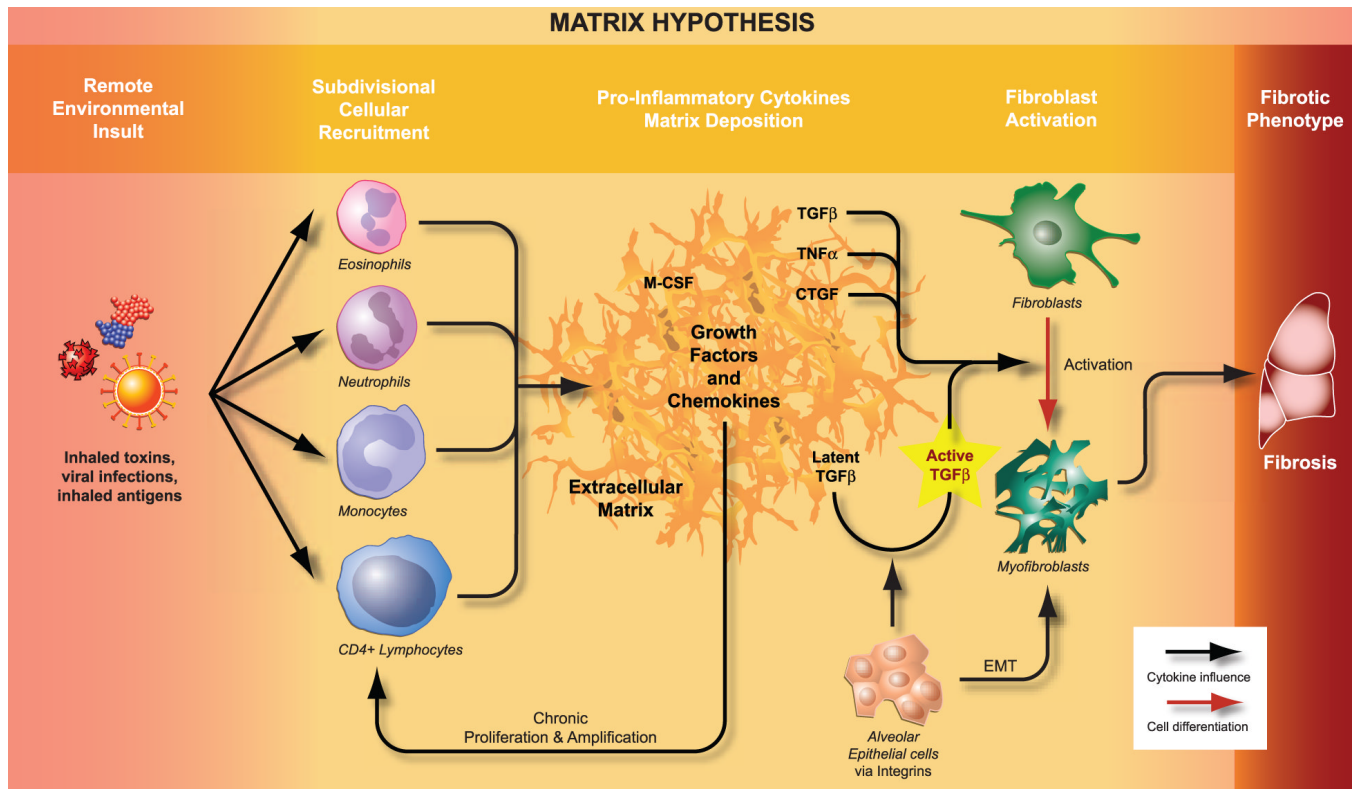 MATRIX HYPOTHESIS
Remote
Environmental
Insult
Subdivisional
Cellular
Recruitment
Pro-Inflammatory Cytokines
Matrix Deposition
Fibroblast
Activation
Fibrotic
Phenotype
Inhaled toxins,
viral infections,
inhaled antigens
Eosinophils
Neutrophils
Monocytes
CD4+ Lymphocytes
M-CSF
Growth
Factors
and
Chemokines
Extracellular
Matrix
TGFβ
TNFα
CTGF
Latent
TGFβ
Active
TGFβ
Chronic
Proliferation & Amplification
Alveolar
Epithelial cells
via Integrins
EMT
Fibroblasts
Activation
Myofibroblasts
Fibrosis
Cytokine influence
Cell differentiation